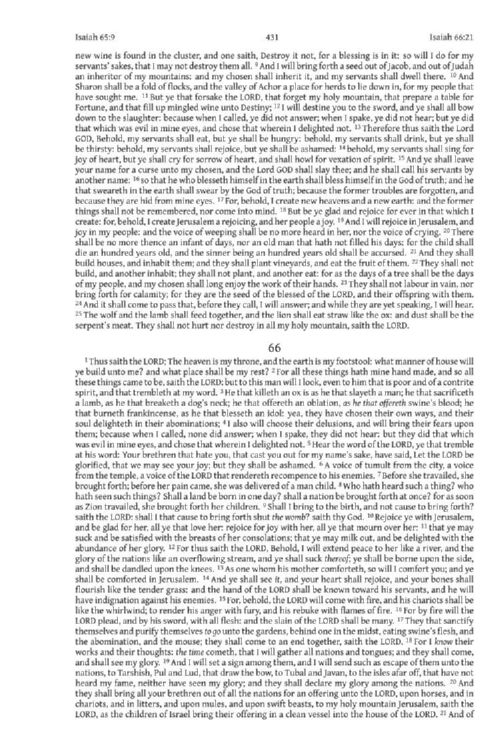 Isaiah 65:9 431 Isaiah 66:21
new wine is found in the cluster, and one saith, Destroy it not, for a blessing is in it: so will I do for my
servants' sakes, that I may not destroy them all. 9 And I will bring forth a seed out of Jacob, and out of Judah
an inheritor of my mountains: and my chosen shall inherit it, and my servants shall dwell there. 10 And
Sharon shall be a fold of flocks, and the valley of Achor a place for herds to lie down in, for my people that
have sought me. 11 But ye that forsake the LORD, that forget my holy mountain, that prepare a table for
Fortune, and that fill up mingled wine unto Destiny; 12 I will destine you to the sword, and ye shall all bow
down to the slaughter: because when I called, ye did not answer; when I spake, ye did not hear; but ye did
that which was evil in mine eyes, and chose that wherein I delighted not. 13 Therefore thus saith the Lord
GOD, Behold, my servants shall eat, but ye shall be hungry: behold, my servants shall drink, but ye shall
be thirsty: behold, my servants shall rejoice, but ye shall be ashamed: 14 behold, my servants shall sing for
joy of heart, but ye shall cry for sorrow of heart, and shall howl for vexation of spirit. 15 And ye shall leave
your name for a curse unto my chosen, and the Lord GOD shall slay thee; and he shall call his servants by
another name: 16 so that he who blesseth himself in the earth shall bless himself in the God of truth; and he
that sweareth in the earth shall swear by the God of truth; because the former troubles are forgotten, and
because they are hid from mine eyes. 17 For, behold, I create new heavens and a new earth: and the former
things shall not be remembered, nor come into mind. 18 But be ye glad and rejoice for ever in that which I
create: for, behold, I create Jerusalem a rejoicing, and her people a joy. 19 And I will rejoice in Jerusalem, and
joy in my people: and the voice of weeping shall be no more heard in her, nor the voice of crying. 20 There
shall be no more thence an infant of days, nor an old man that hath not filled his days: for the child shall
die an hundred years old, and the sinner being an hundred years old shall be accursed. 21 And they shall
build houses, and inhabit them; and they shall plant vineyards, and eat the fruit of them. 22 They shall not
build, and another inhabit; they shall not plant, and another eat: for as the days of a tree shall be the days
of my people, and my chosen shall long enjoy the work of their hands. 23 They shall not labour in vain, nor
bring forth for calamity; for they are the seed of the blessed of the LORD, and their offspring with them.
24 And it shall come to pass that, before they call, I will answer; and while they are yet speaking, I will hear.
25 The wolf and the lamb shall feed together, and the lion shall eat straw like the ox: and dust shall be the
serpent's meat. They shall not hurt nor destroy in all my holy mountain, saith the LORD.
66
1 Thus saith the LORD, The heaven is my throne, and the earth is my footstool: what manner of house will
ye build unto me? and what place shall be my rest? 2 For all these things hath mine hand made, and so all
these things came to be, saith the LORD: but to this man will I look, even to him that is poor and of a contrite
spirit, and that trembleth at my word. 3 He that killeth an ox is as he that slayeth a man; he that sacrificeth
a lamb, as he that breaketh a dog's neck; he that offereth an oblation, as he that offereth swine's blood; he
that burneth frankincense, as he that blesseth an idol: yea, they have chosen their own ways, and their
soul delighteth in their abominations; 4 I also will choose their delusions, and will bring their fears upon
them; because when I called, none did answer; when I spake, they did not hear: but they did that which
was evil in mine eyes, and chose that wherein I delighted not. 5 Hear the word of the LORD, ye that tremble
at his word: Your brethren that hate you, that cast you out for my name's sake, have said, Let the LORD be
glorified, that we may see your joy; but they shall be ashamed. 6 A voice of tumult from the city, a voice
from the temple, a voice of the LORD that rendereth recompence to his enemies. 7 Before she travailed, she
brought forth; before her pain came, she was delivered of a man child. 8 Who hath heard such a thing? who
hath seen such things? Shall a land be born in one day? shall a nation be brought forth at once? for as soon
as Zion travailed, she brought forth her children. 9 Shall I bring to the birth, and not cause to bring forth?
saith the LORD: shall I that cause to bring forth shut the womb? saith thy God. 10 Rejoice ye with Jerusalem,
and be glad for her, all ye that love her: rejoice for joy with her, all ye that mourn over her: 11 that ye may
suck and be satisfied with the breasts of her consolations; that ye may milk out, and be delighted with the
abundance of her glory. 12 For thus saith the LORD, Behold, I will extend peace to her like a river, and the
glory of the nations like an overflowing stream, and ye shall suck thereof; ye shall be borne upon the side,
and shall be dandled upon the knees. 13 As one whom his mother comforteth, so will I comfort you; and ye
shall be comforted in Jerusalem. 14 And ye shall see it, and your heart shall rejoice, and your bones shall
flourish like the tender grass: and the hand of the LORD shall be known toward his servants, and he will
have indignation against his enemies. 15 For, behold, the LORD will come with fire, and his chariots shall be
like the whirlwind; to render his anger with fury, and his rebuke with flames of fire. 16 For by fire will the
LORD plead, and by his sword, with all flesh: and the slain of the LORD shall be many. 17 They that sanctify
themselves and purify themselves to go unto the gardens, behind one in the midst, eating swine's flesh, and
the abomination, and the mouse; they shall come to an end together, saith the LORD. 18 For I know their
works and their thoughts: the time cometh, that I will gather all nations and tongues; and they shall come,
and shall see my glory. 19 And I will set a sign among them, and I will send such as escape of them unto the
nations, to Tarshish, Pul and Lud, that draw the bow, to Tubal and Javan, to the isles afar off, that have not
heard my fame, neither have seen my glory; and they shall declare my glory among the nations. 20 And
they shall bring all your brethren out of all the nations for an offering unto the LORD, upon horses, and in
chariots, and in litters, and upon mules, and upon swift beasts, to my holy mountain Jerusalem, saith the
LORD, as the children of Israel bring their offering in a clean vessel into the house of the LORD. 21 And of